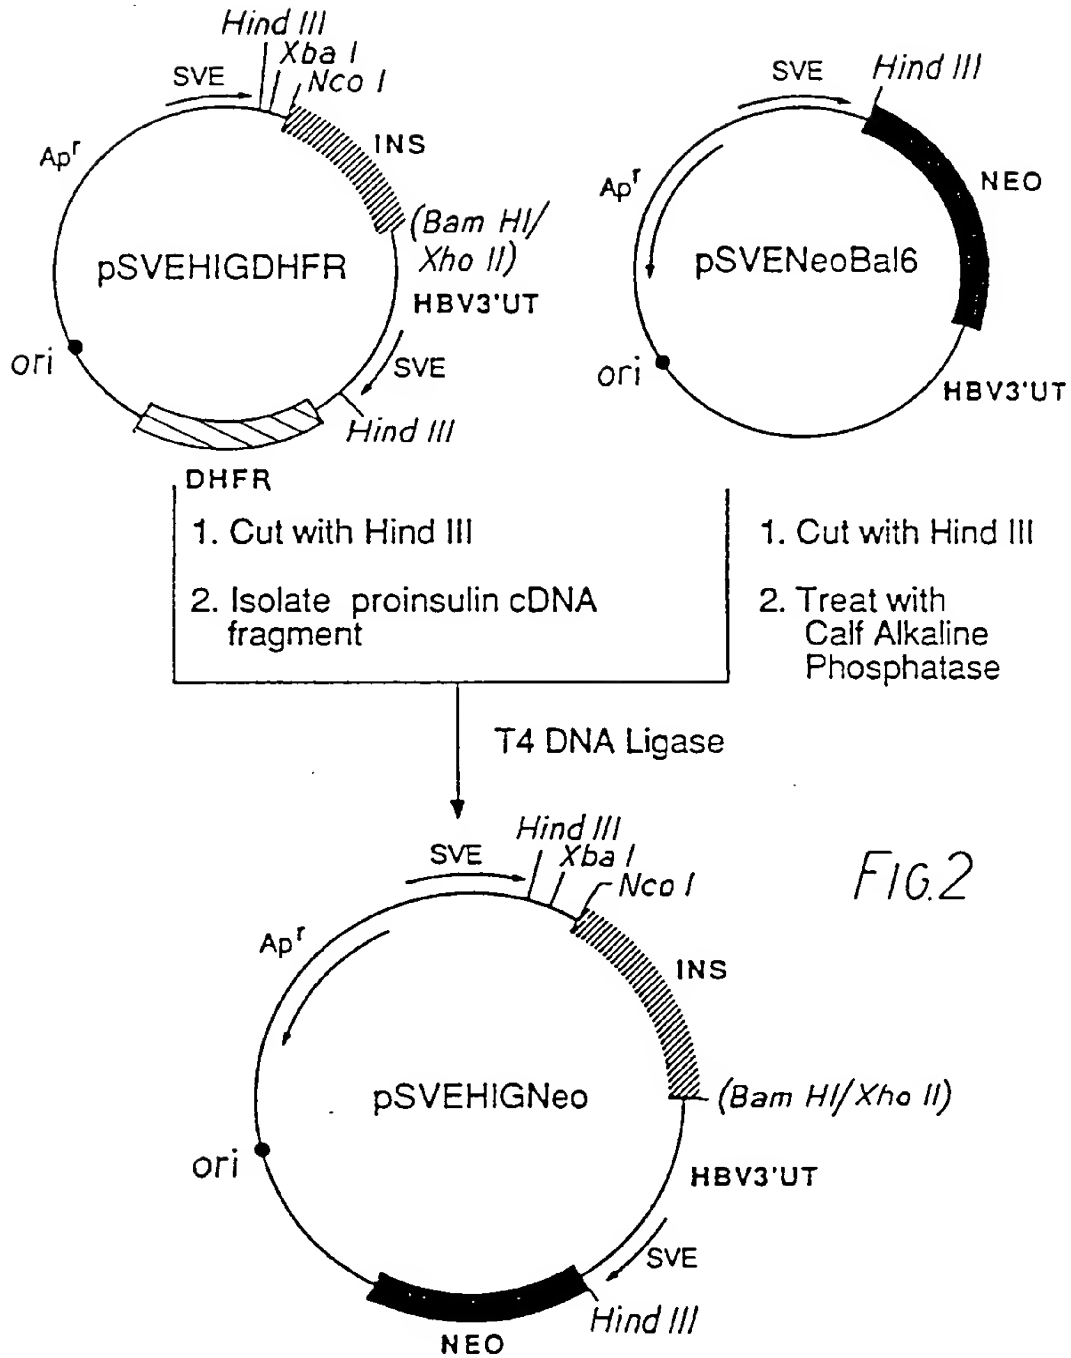 Hind III
Xba I
Nco I
SVE
INS
Ap^r
(Bam HI/
Xho II)
pSVEHIGDHFR
HBV3'UT
SVE
ori
Hind III
DHFR
SVE
Hind III
NEO
Ap^r
pSVENeoBal6
ori
HBV3'UT
1. Cut with Hind III
2. Isolate proinsulin cDNA
fragment
1. Cut with Hind III
2. Treat with
Calf Alkaline
Phosphatase
T4 DNA Ligase
Hind III
SVE
Xba I
Nco I
FIG.2
Ap^r
INS
pSVEHIGNeo
(Bam HI/Xho II)
ori
HBV3'UT
SVE
Hind III
NEO